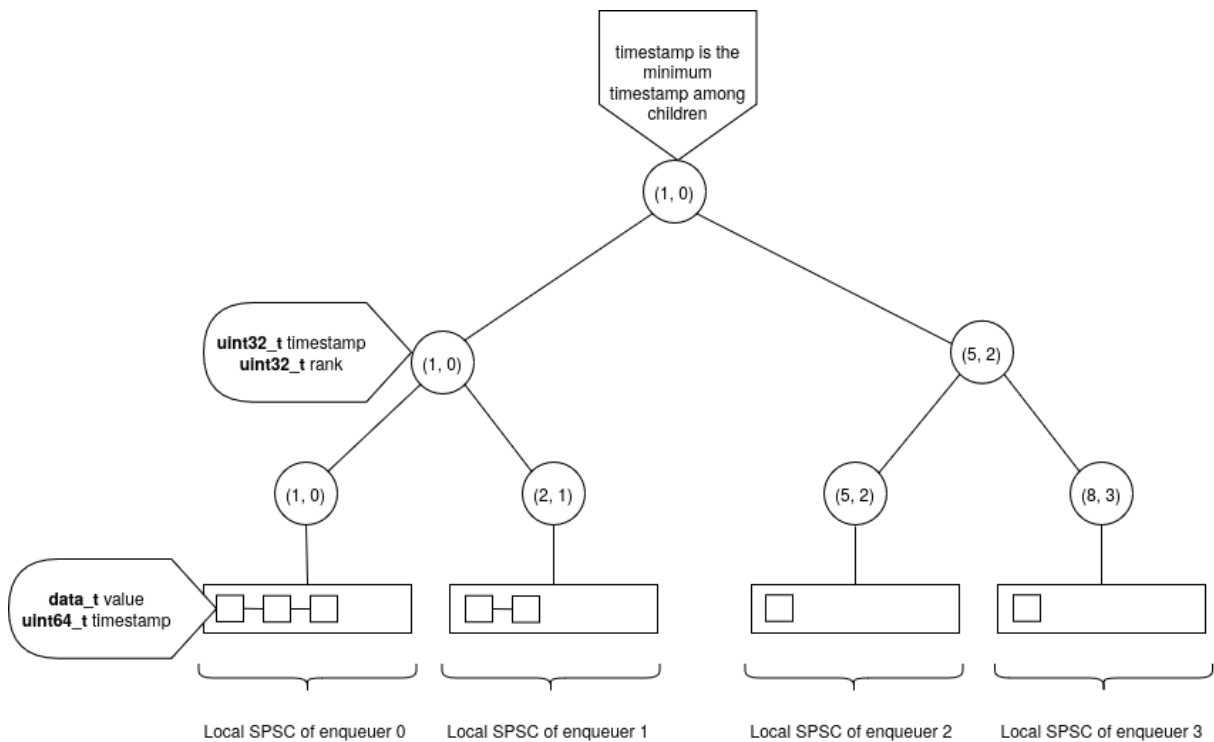 timestamp is the
minimum
timestamp among
children
(1, 0)
uint32_t timestamp
uint32_t rank
(1, 0)
(5, 2)
(1, 0)
(2, 1)
(5, 2)
(8, 3)
data_t value
uint64_t timestamp
Local SPSC of enqueuer 0
Local SPSC of enqueuer 1
Local SPSC of enqueuer 2
Local SPSC of enqueuer 3